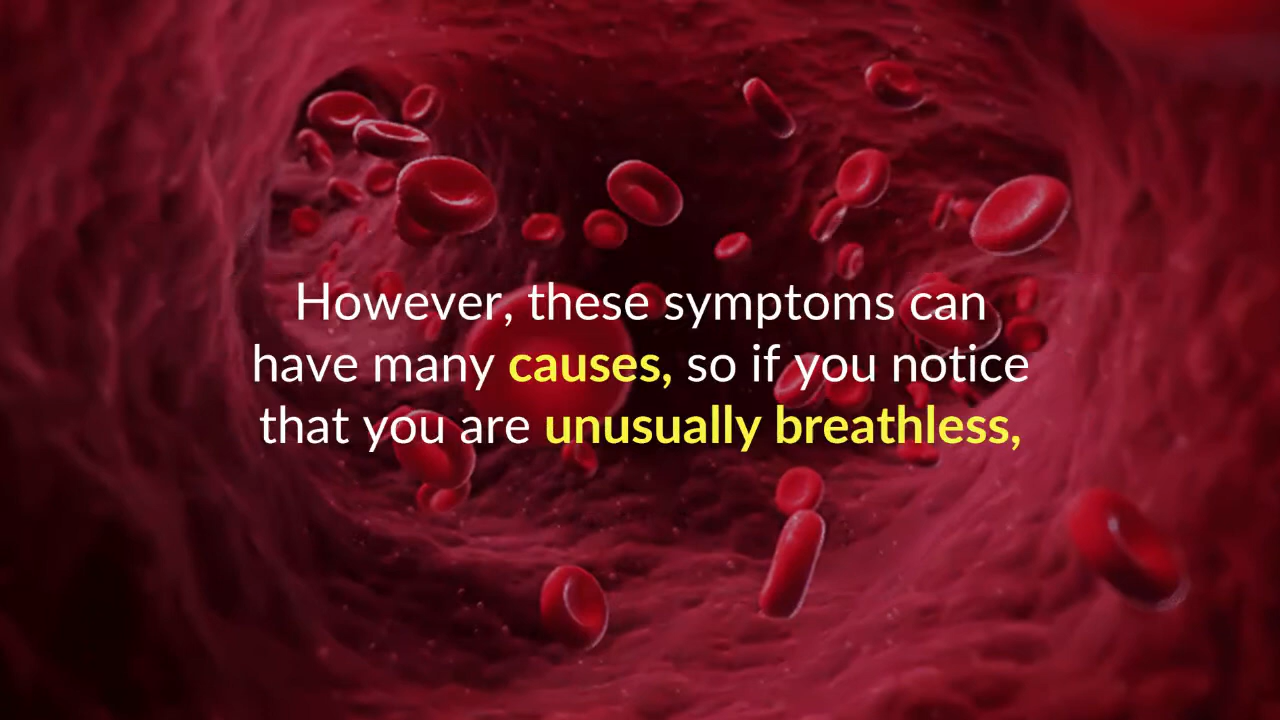 However, these symptoms can
have many causes, so if you notice
that you are unusually breathless,